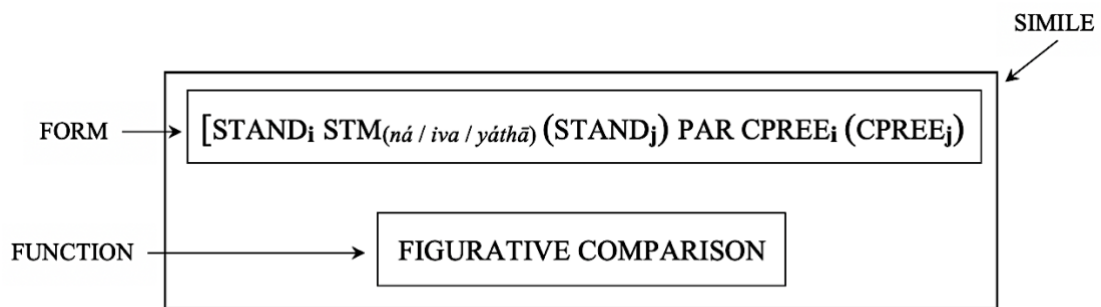 SIMILE
FORM
[STANDᵢ STM₍ná / iva / yáthā₎ (STANDⱼ) PAR CPREEᵢ (CPREEⱼ)
FUNCTION
FIGURATIVE COMPARISON